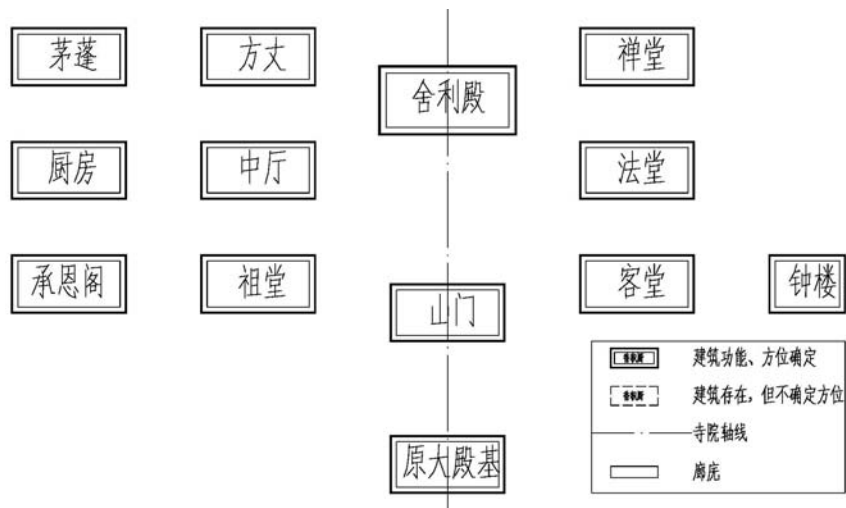 茅蓬
方丈
舍利殿
禅堂
厨房
中厅
法堂
承恩阁
祖堂
山门
客堂
钟楼
原大殿基
建筑功能、方位确定
建筑存在，但不确定方位
寺院轴线
廊庑